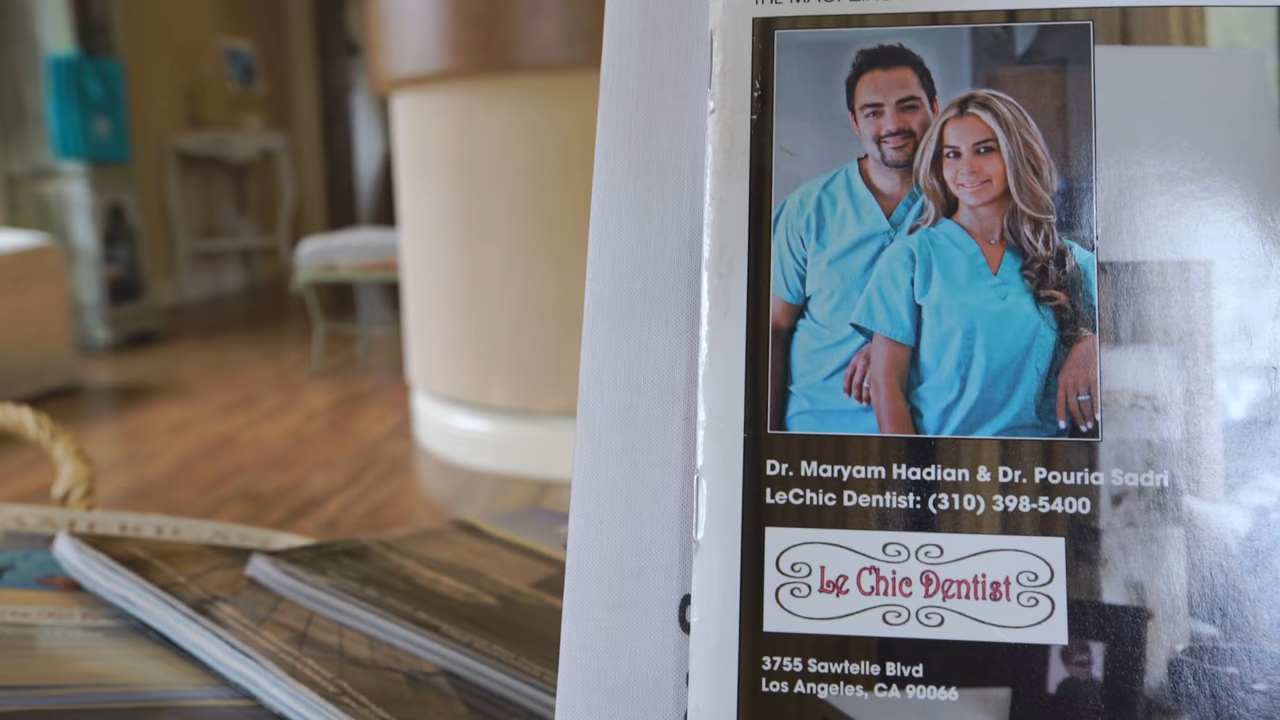 THE
Dr. Maryam Hadian & Dr. Pouria Sadri
LeChic Dentist: (310) 398-5400
Le Chic Dentist
3755 Sawtelle Blvd
Los Angeles, CA 90066